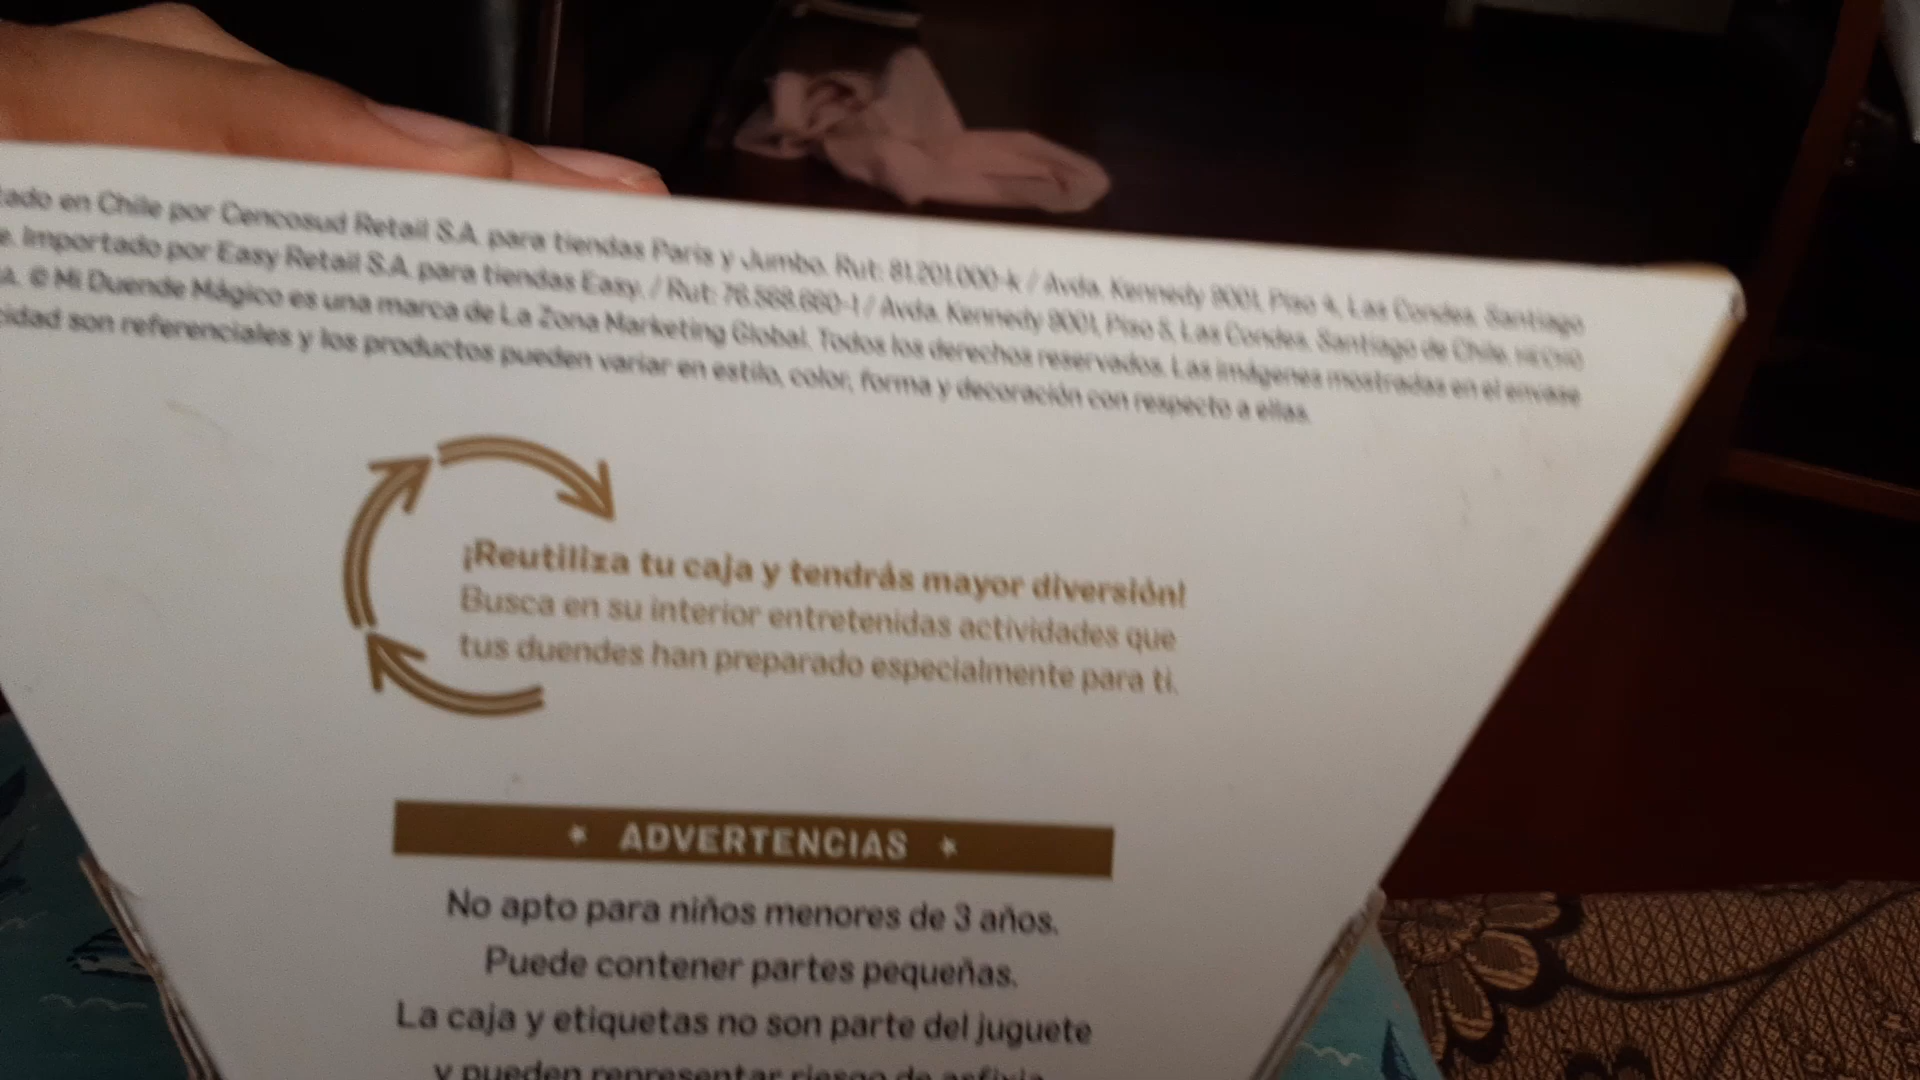 en Chile por Cencosud Retail S.A. para tiendas Paris y Jumbo. Rut: 81.201.000-k / Avda. Kennedy 9001, Piso 4, Las Condes. Santiago
Importado por Easy Retail S.A. para tiendas Easy. / Rut: 76.568.660-1 / Avda. Kennedy 9001, Piso 5, Las Condes. Santiago de Chile.
© Mi Duende Mágico es una marca de La Zona Marketing Global. Todos los derechos reservados. Las imágenes mostradas en el envase
son referenciales y los productos pueden variar en estilo, color, forma y decoración con respecto a ellas.
¡Reutiliza tu caja y tendrás mayor diversión!
Busca en su interior entretenidas actividades que
tus duendes han preparado especialmente para ti.
ADVERTENCIAS
No apto para niños menores de 3 años.
Puede contener partes pequeñas.
La caja y etiquetas no son parte del juguete
y pueden representar riesgo de asfixia